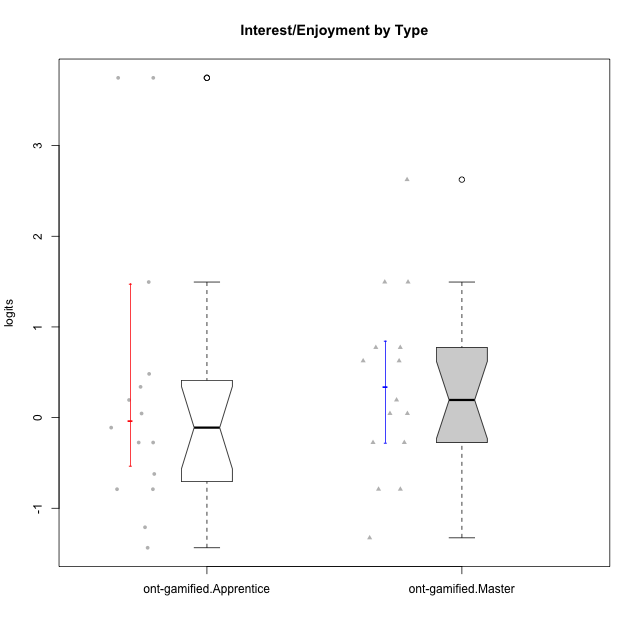 Interest/Enjoyment by Type
logits
3
2
1
0
-1
ont-gamified.Apprentice
ont-gamified.Master